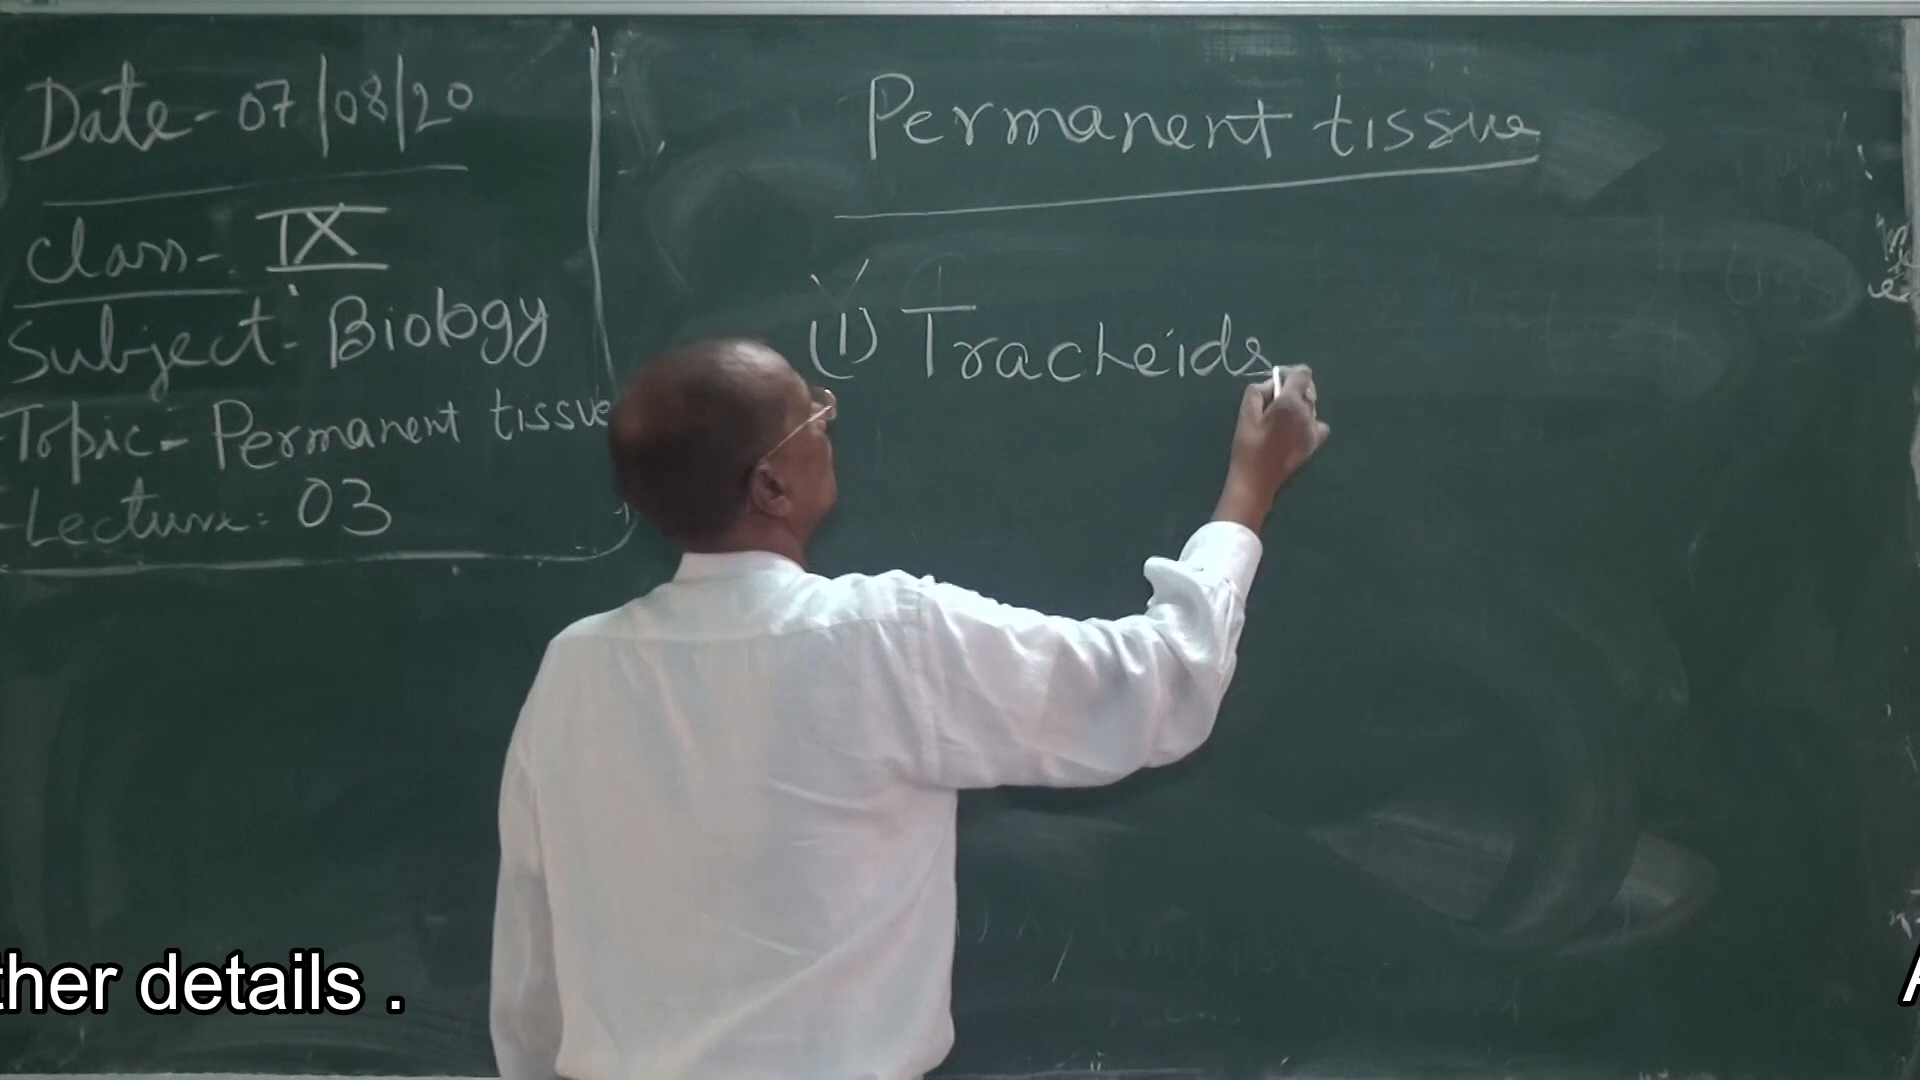 Date - 07/08/20
Class - IX
Subject - Biology
Topic - Permanent tissue
Lecture: 03
Permanent tissue
(1) Tracheids
ther details .